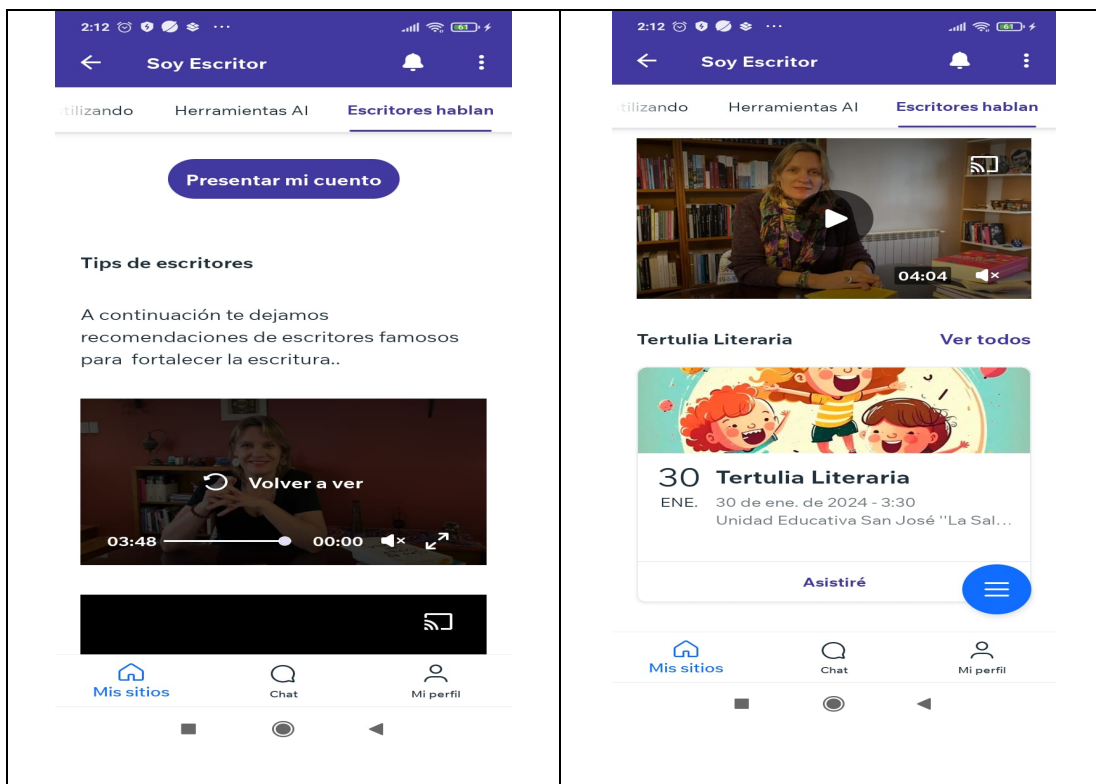 2:12 ... 61
Soy Escritor
tilizando Herramientas AI Escritores hablan
Presentar mi cuento
Tips de escritores
A continuación te dejamos
recomendaciones de escritores famosos
para fortalecer la escritura..
Volver a ver
03:48 00:00
Mis sitios Chat Mi perfil
2:12 ... 61
Soy Escritor
tilizando Herramientas AI Escritores hablan
04:04
Tertulia Literaria Ver todos
30 Tertulia Literaria
ENE. 30 de ene. de 2024 - 3:30
Unidad Educativa San José "La Sal...
Asistiré
Mis sitios Chat Mi perfil